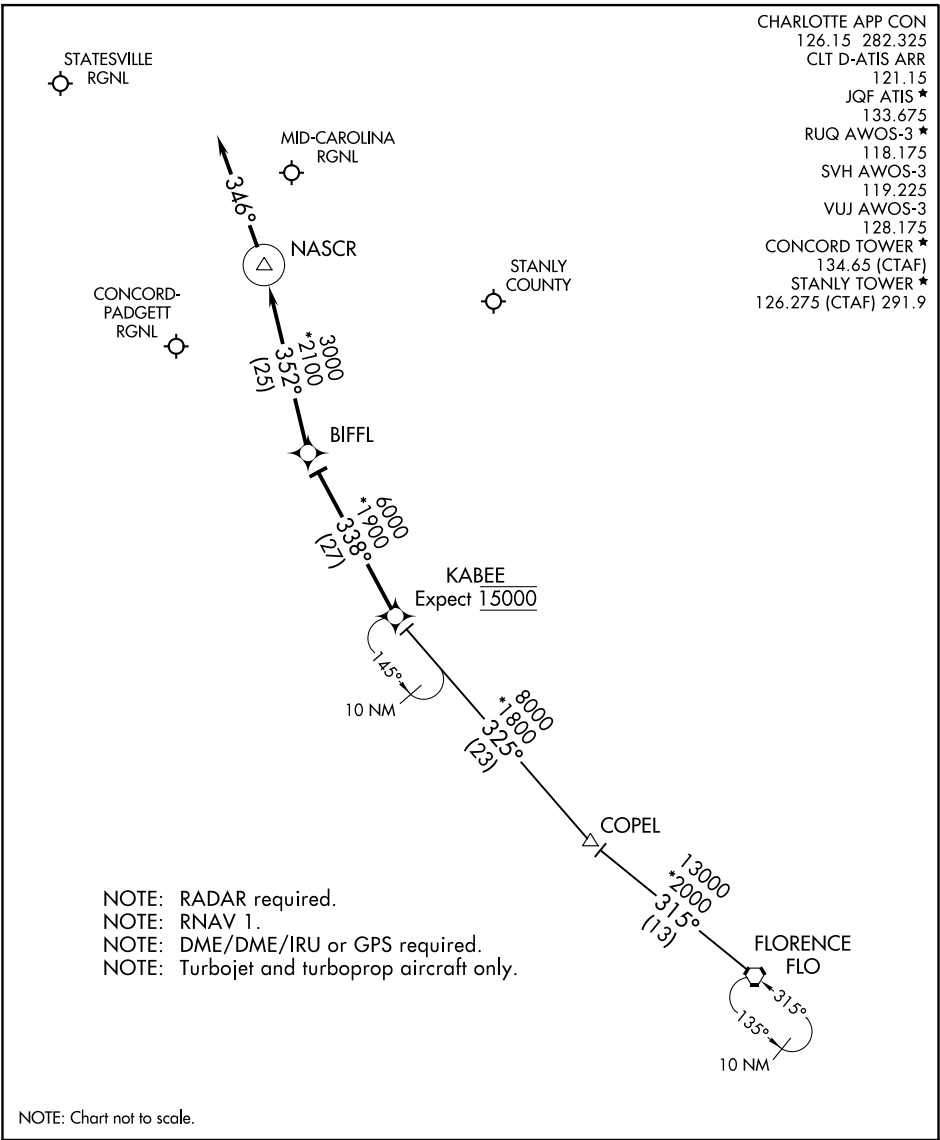 CHARLOTTE APP CON
126.15 282.325
CLT D-ATIS ARR
121.15
JQF ATIS ★
133.675
RUQ AWOS-3 ★
118.175
SVH AWOS-3
119.225
VUJ AWOS-3
128.175
CONCORD TOWER ★
134.65 (CTAF)
STANLY TOWER ★
126.275 (CTAF) 291.9
STATESVILLE
RGNL
MID-CAROLINA
RGNL
346°
NASCR
STANLY
COUNTY
CONCORD-
PADGETT
RGNL
3000
*2100
352°
(25)
BIFFL
6000
*1900
338°
(27)
KABEE
Expect 15000
145°
10 NM
8000
*1800
325°
(23)
COPEL
13000
*2000
315°
(13)
FLORENCE
FLO
315°
135°
10 NM
NOTE: RADAR required.
NOTE: RNAV 1.
NOTE: DME/DME/IRU or GPS required.
NOTE: Turbojet and turboprop aircraft only.
NOTE: Chart not to scale.